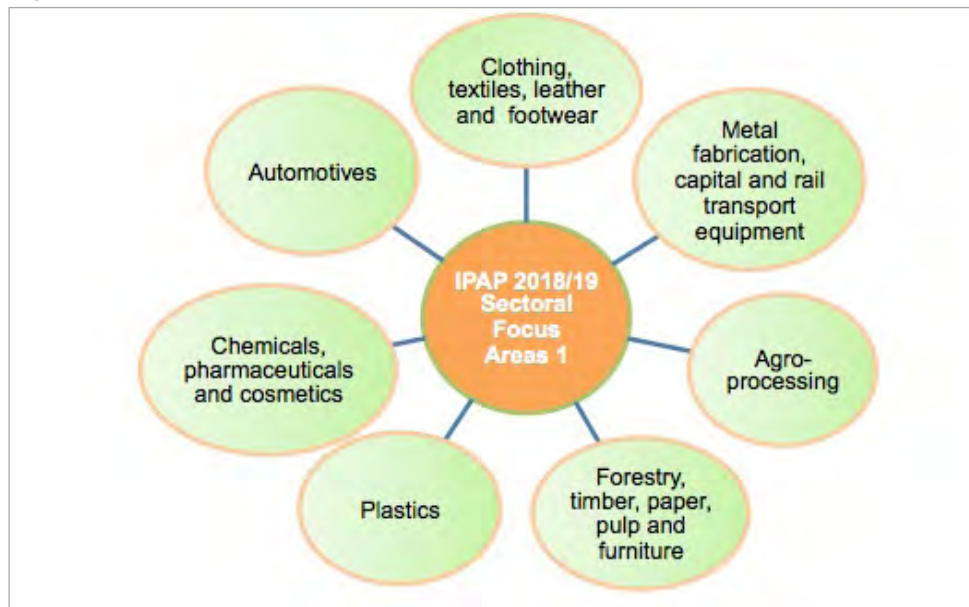 Clothing,
textiles, leather
and footwear
Metal
fabrication,
capital and rail
transport
equipment
Automotives
IPAP 2018/19
Sectoral
Focus
Areas 1
Chemicals,
pharmaceuticals
and cosmetics
Agro-
processing
Plastics
Forestry,
timber, paper,
pulp and
furniture